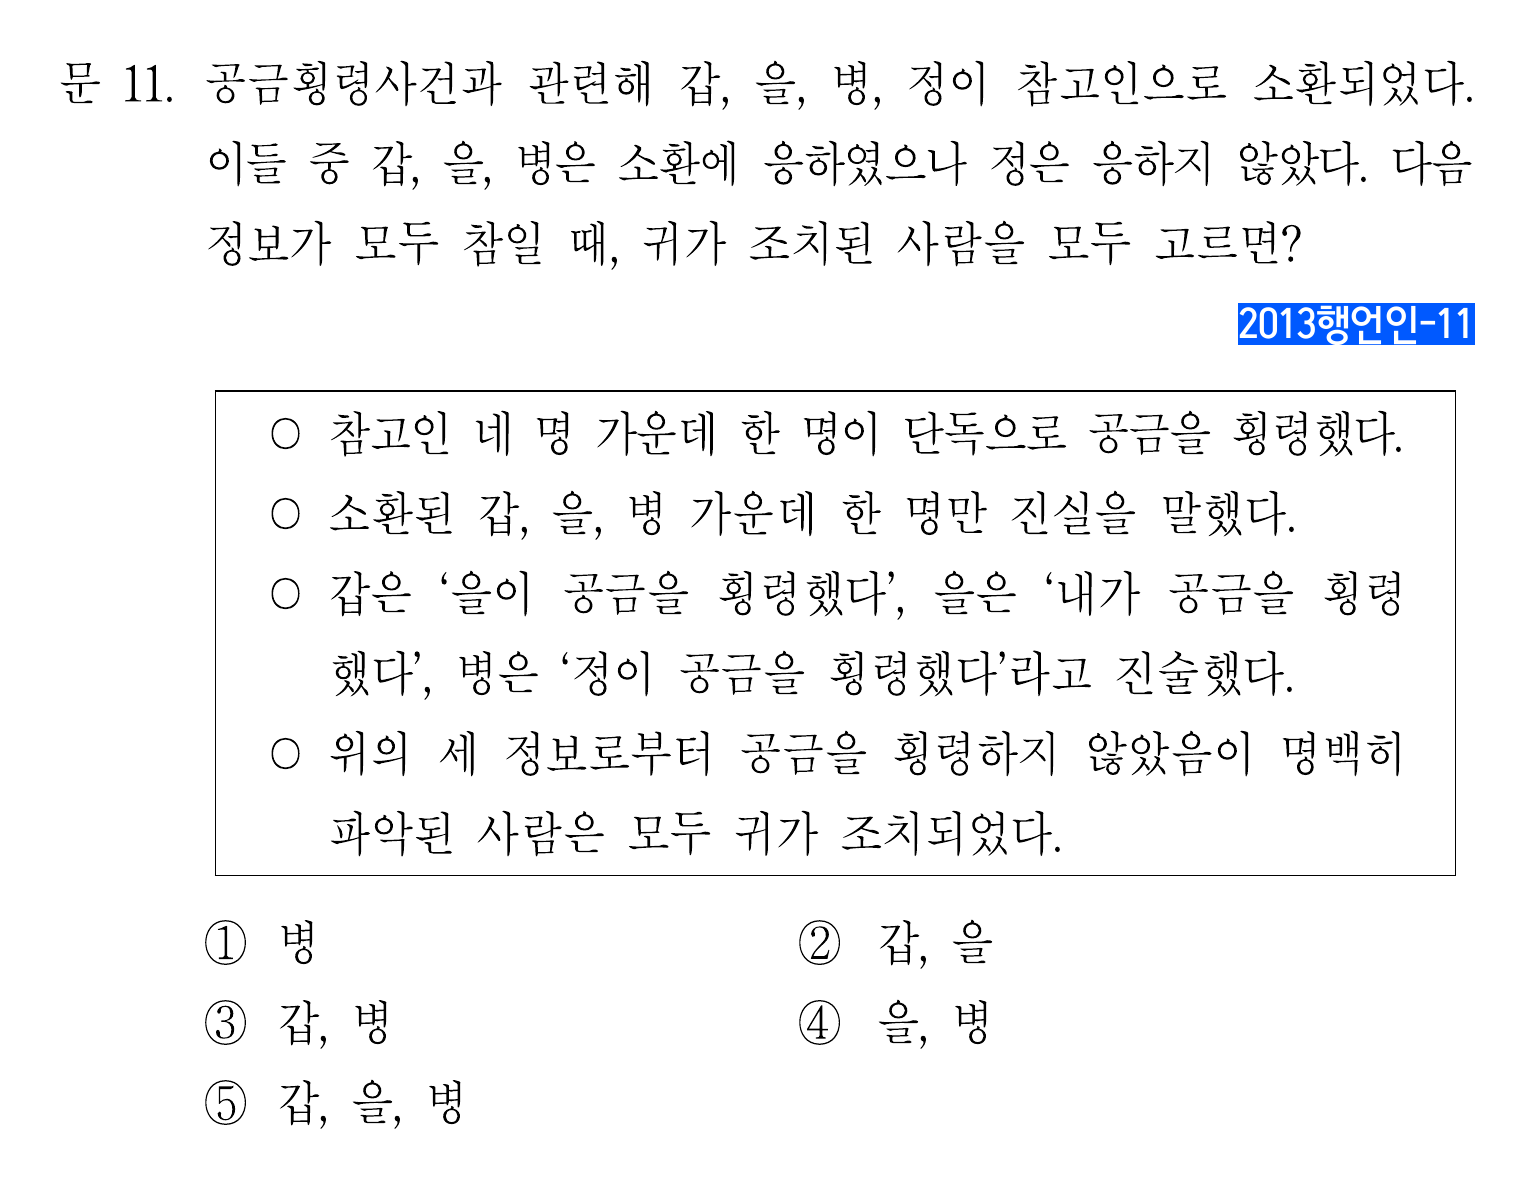 문 11. 공금횡령사건과 관련해 갑, 을, 병, 정이 참고인으로 소환되었다.
이들 중 갑, 을, 병은 소환에 응하였으나 정은 응하지 않았다. 다음
정보가 모두 참일 때, 귀가 조치된 사람을 모두 고르면?
2013행언인-11
○ 참고인 네 명 가운데 한 명이 단독으로 공금을 횡령했다.
○ 소환된 갑, 을, 병 가운데 한 명만 진실을 말했다.
○ 갑은 ‘을이 공금을 횡령했다’, 을은 ‘내가 공금을 횡령
했다’, 병은 ‘정이 공금을 횡령했다’라고 진술했다.
○ 위의 세 정보로부터 공금을 횡령하지 않았음이 명백히
파악된 사람은 모두 귀가 조치되었다.
① 병
② 갑, 을
③ 갑, 병
④ 을, 병
⑤ 갑, 을, 병